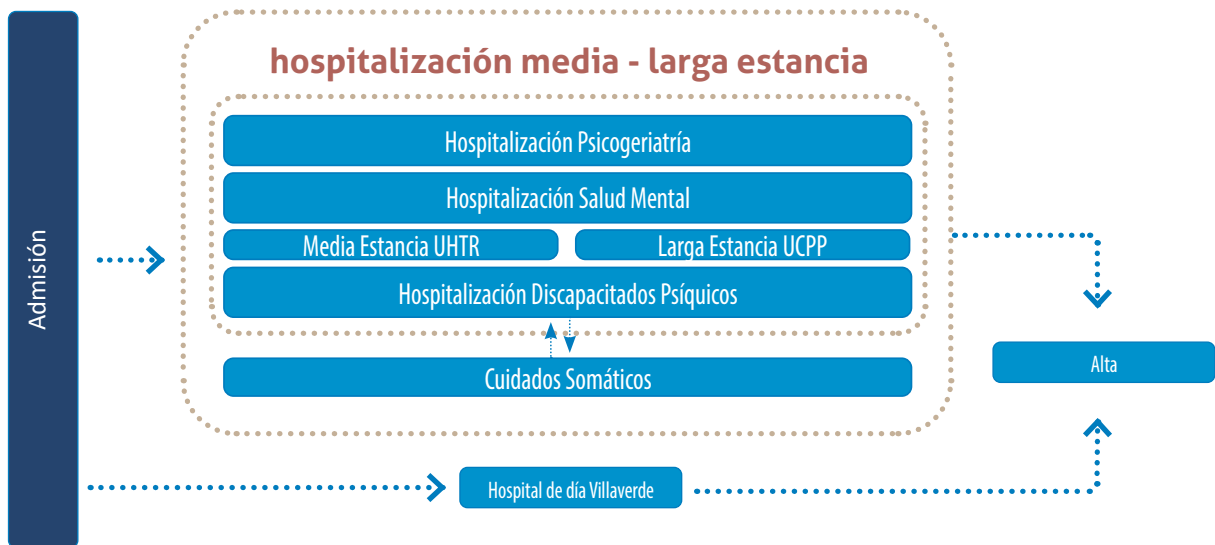 Admisión
hospitalización media - larga estancia
Hospitalización Psicogeriatría
Hospitalización Salud Mental
Media Estancia UHTR
Larga Estancia UCPP
Hospitalización Discapacitados Psíquicos
Cuidados Somáticos
Alta
Hospital de día Villaverde